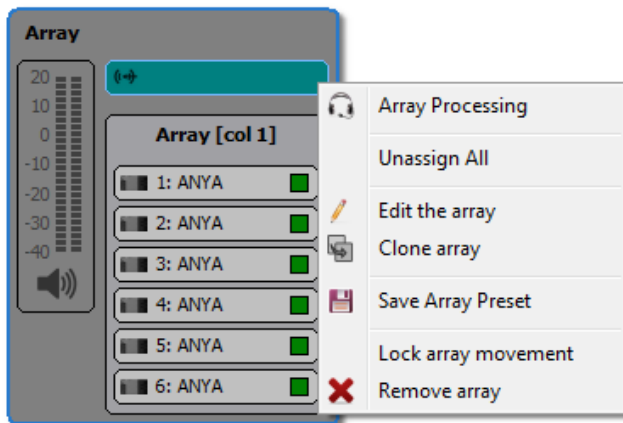 Array
20
10
0
-10
-20
-30
-40
Array [col 1]
1: ANYA
2: ANYA
3: ANYA
4: ANYA
5: ANYA
6: ANYA
Array Processing
Unassign All
Edit the array
Clone array
Save Array Preset
Lock array movement
Remove array